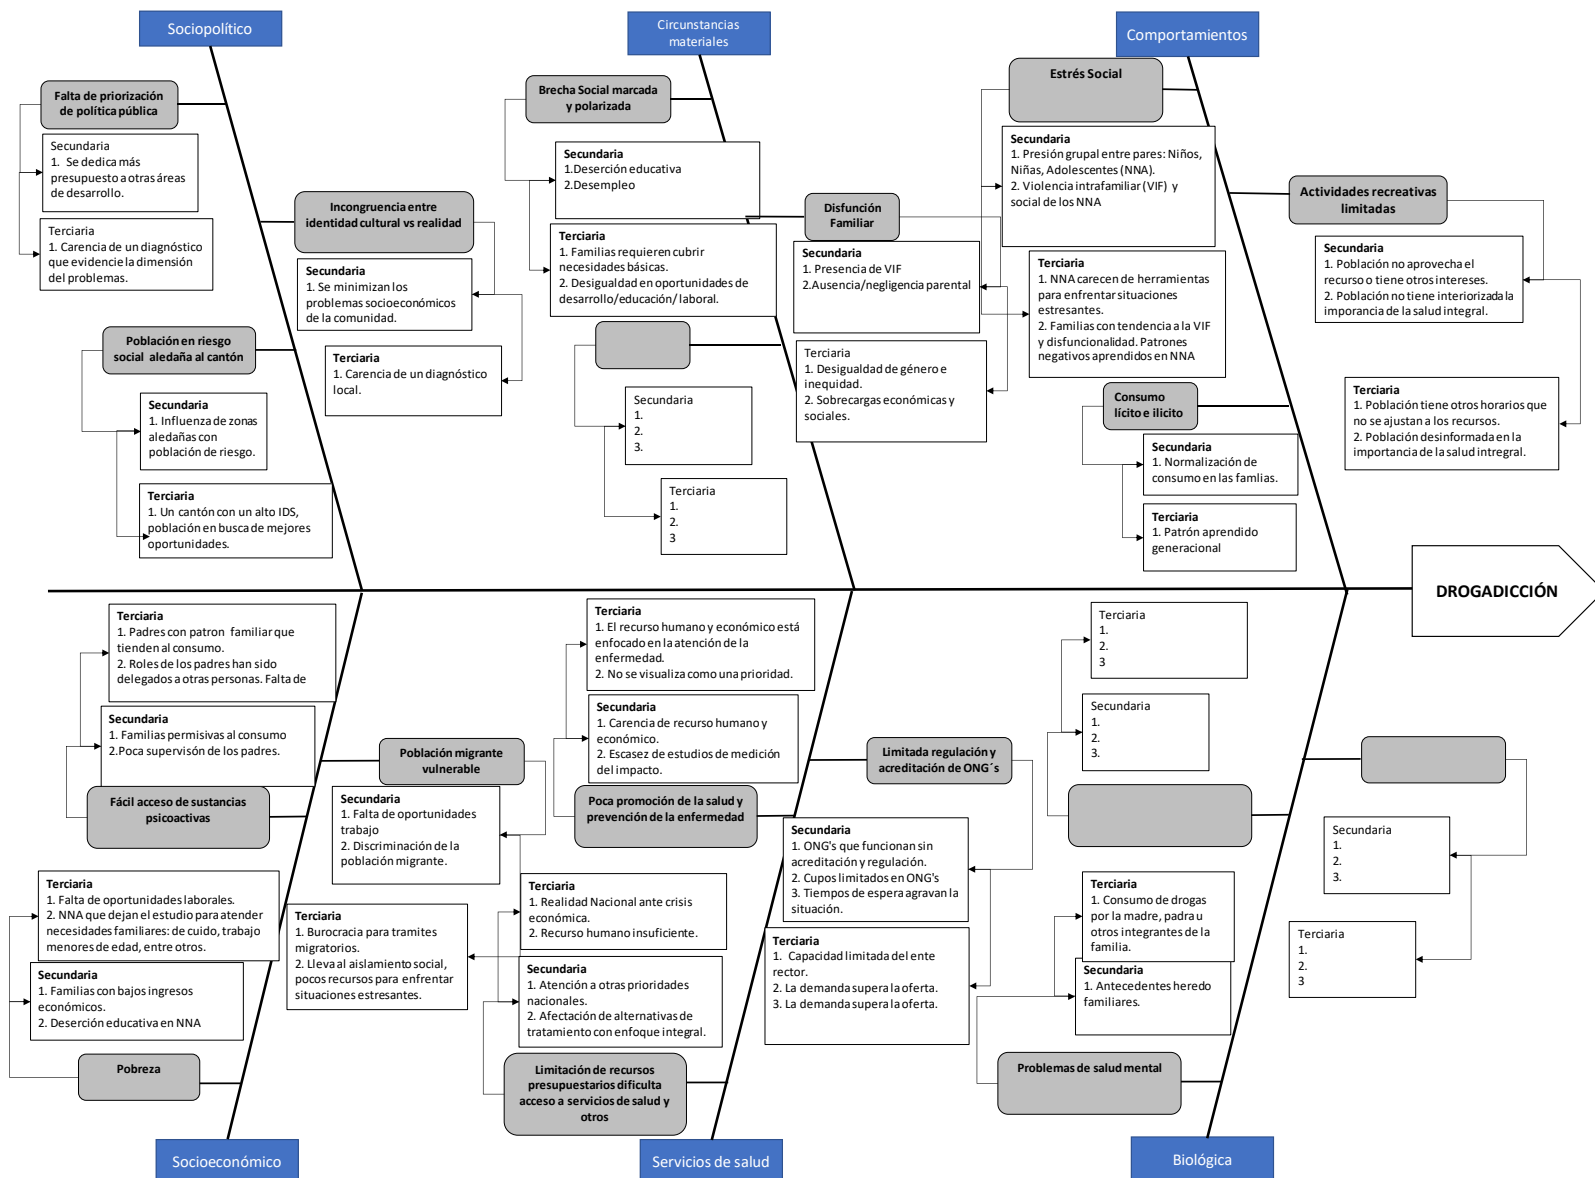 Sociopolítico
Falta de priorización
de política pública
Secundaria
1. Se dedica más
presupuesto a otras áreas
de desarrollo.
Terciaria
1. Carencia de un diagnóstico
que evidencie la dimensión
del problemas.
Incongruencia entre
identidad cultural vs realidad
Secundaria
1. Se minimizan los
problemas socioeconómicos
de la comunidad.
Terciaria
1. Carencia de un diagnóstico
local.
Población en riesgo
social aledaña al cantón
Secundaria
1. Influenza de zonas
aledañas con
población de riesgo.
Terciaria
1. Un cantón con un alto IDS,
población en busca de mejores
oportunidades.
Circunstancias
materiales
Brecha Social marcada
y polarizada
Secundaria
1.Deserción educativa
2.Desempleo
Terciaria
1. Familias requieren cubrir
necesidades básicas.
2. Desigualdad en oportunidades de
desarrollo/educación/ laboral.
Disfunción
Familiar
Secundaria
1. Presencia de VIF
2.Ausencia/negligencia parental
Terciaria
1. Desigualdad de género e
inequidad.
2. Sobrecargas económicas y
sociales.
Secundaria
1.
2.
3.
Terciaria
1.
2.
3
Comportamientos
Estrés Social
Secundaria
1. Presión grupal entre pares: Niños,
Niñas, Adolescentes (NNA).
2. Violencia intrafamiliar (VIF) y
social de los NNA
Terciaria
1. NNA carecen de herramientas
para enfrentar situaciones
estresantes.
2. Familias con tendencia a la VIF
y disfuncionalidad. Patrones
negativos aprendidos en NNA
Actividades recreativas
limitadas
Secundaria
1. Población no aprovecha el
recurso o tiene otros intereses.
2. Población no tiene interiorizada la
imporancia de la salud integral.
Terciaria
1. Población tiene otros horarios que
no se ajustan a los recursos.
2. Población desinformada en la
importancia de la salud intregral.
Consumo
lícito e ilicito
Secundaria
1. Normalización de
consumo en las famlias.
Terciaria
1. Patrón aprendido
generacional
DROGADICCIÓN
Terciaria
1. Padres con patron familiar que
tienden al consumo.
2. Roles de los padres han sido
delegados a otras personas. Falta de
Secundaria
1. Familias permisivas al consumo
2.Poca supervisón de los padres.
Fácil acceso de sustancias
psicoactivas
Población migrante
vulnerable
Secundaria
1. Falta de oportunidades
trabajo
2. Discriminación de la
población migrante.
Terciaria
1. Burocracia para tramites
migratorios.
2. Lleva al aislamiento social,
pocos recursos para enfrentar
situaciones estresantes.
Terciaria
1. Falta de oportunidades laborales.
2. NNA que dejan el estudio para atender
necesidades familiares: de cuido, trabajo
menores de edad, entre otros.
Secundaria
1. Familias con bajos ingresos
económicos.
2. Deserción educativa en NNA
Pobreza
Socioeconómico
Terciaria
1. El recurso humano y económico está
enfocado en la atención de la
enfermedad.
2. No se visualiza como una prioridad.
Secundaria
1. Carencia de recurso humano y
económico.
2. Escasez de estudios de medición
del impacto.
Poca promoción de la salud y
prevención de la enfermedad
Limitada regulación y
acreditación de ONG´s
Secundaria
1. ONG's que funcionan sin
acreditación y regulación.
2. Cupos limitados en ONG's
3. Tiempos de espera agravan la
situación.
Terciaria
1. Capacidad limitada del ente
rector.
2. La demanda supera la oferta.
3. La demanda supera la oferta.
Terciaria
1. Realidad Nacional ante crisis
económica.
2. Recurso humano insuficiente.
Secundaria
1. Atención a otras prioridades
nacionales.
2. Afectación de alternativas de
tratamiento con enfoque integral.
Limitación de recursos
presupuestarios dificulta
acceso a servicios de salud y
otros
Servicios de salud
Terciaria
1.
2.
3
Secundaria
1.
2.
3.
Secundaria
1.
2.
3.
Terciaria
1.
2.
3
Terciaria
1. Consumo de drogas
por la madre, padra u
otros integrantes de la
familia.
Secundaria
1. Antecedentes heredo
familiares.
Problemas de salud mental
Biológica